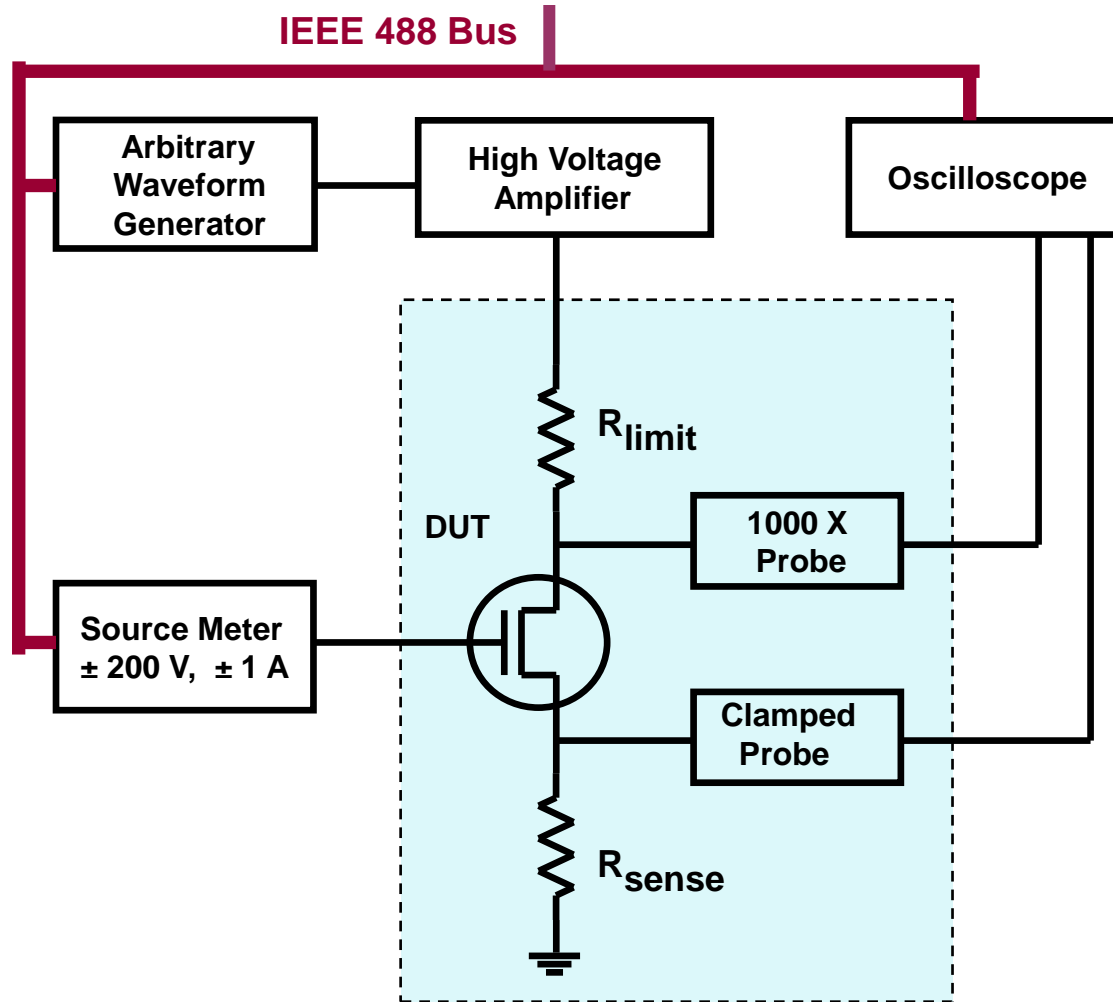 IEEE 488 Bus
Arbitrary
Waveform
Generator
High Voltage
Amplifier
Oscilloscope
Rlimit
DUT
1000 X
Probe
Source Meter
± 200 V, ± 1 A
Clamped
Probe
Rsense